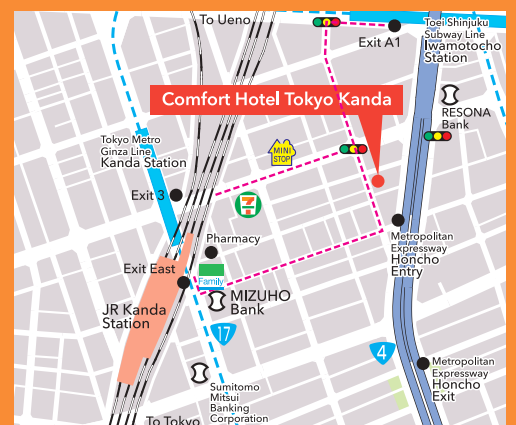 To Ueno
Exit A1
Toei Shinjuku
Subway Line
Iwamotocho
Station
Comfort Hotel Tokyo Kanda
RESONA
Bank
Tokyo Metro
Ginza Line
Kanda Station
MINI
STOP
Exit 3
7
Pharmacy
Metropolitan
Expressway
Honcho
Entry
Exit East
Family
JR Kanda
Station
MIZUHO
Bank
17
4
Metropolitan
Expressway
Honcho
Exit
Sumitomo
Mitsui
Banking
Corporation
To Tokyo